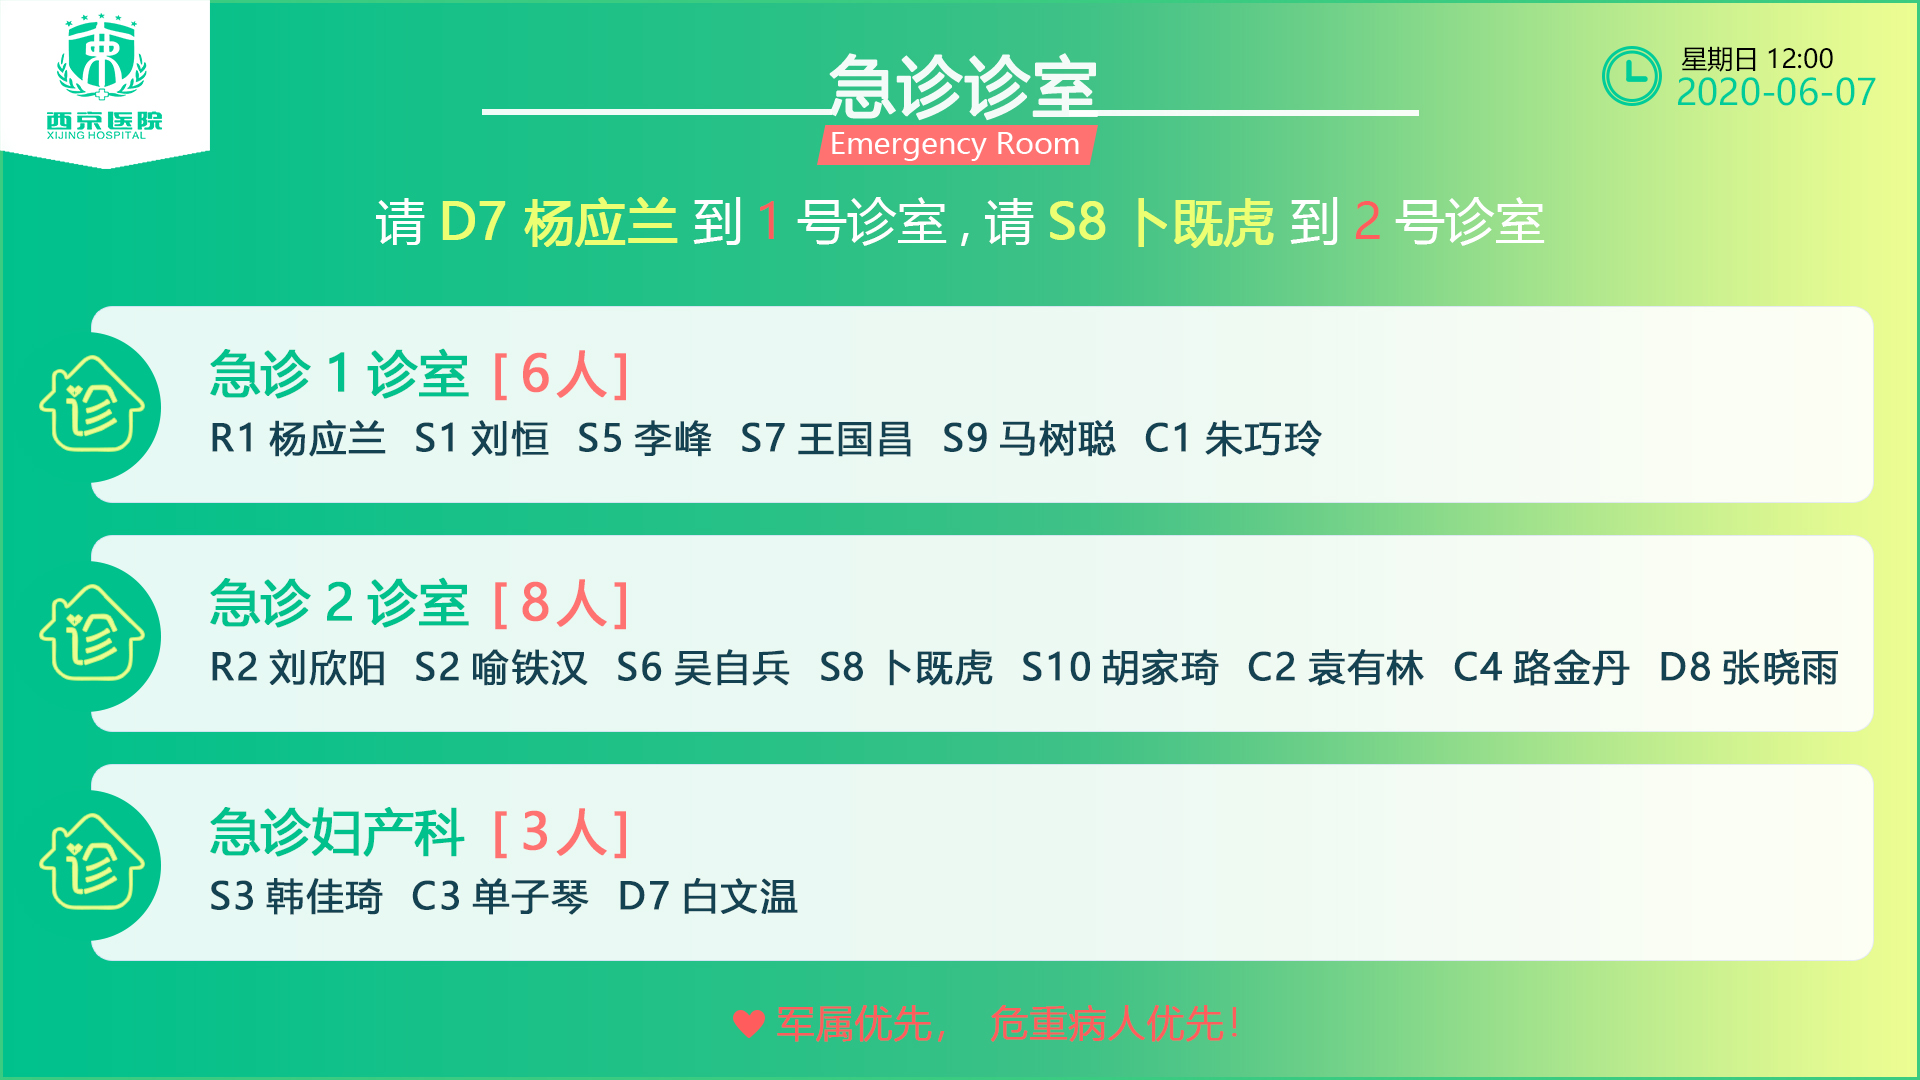 西京医院
XIJING HOSPITAL
急诊诊室
Emergency Room
星期日 12:00
2020-06-07
请 D7 杨应兰 到 1 号诊室 , 请 S8 卜既虎 到 2 号诊室
诊
急诊 1 诊室 [ 6 人 ]
R1 杨应兰 S1 刘恒 S5 李峰 S7 王国昌 S9 马树聪 C1 朱巧玲
诊
急诊 2 诊室 [ 8 人 ]
R2 刘欣阳 S2 喻铁汉 S6 吴自兵 S8 卜既虎 S10 胡家琦 C2 袁有林 C4 路金丹 D8 张晓雨
诊
急诊妇产科 [ 3 人 ]
S3 韩佳琦 C3 单子琴 D7 白文温
军属优先， 危重病人优先！